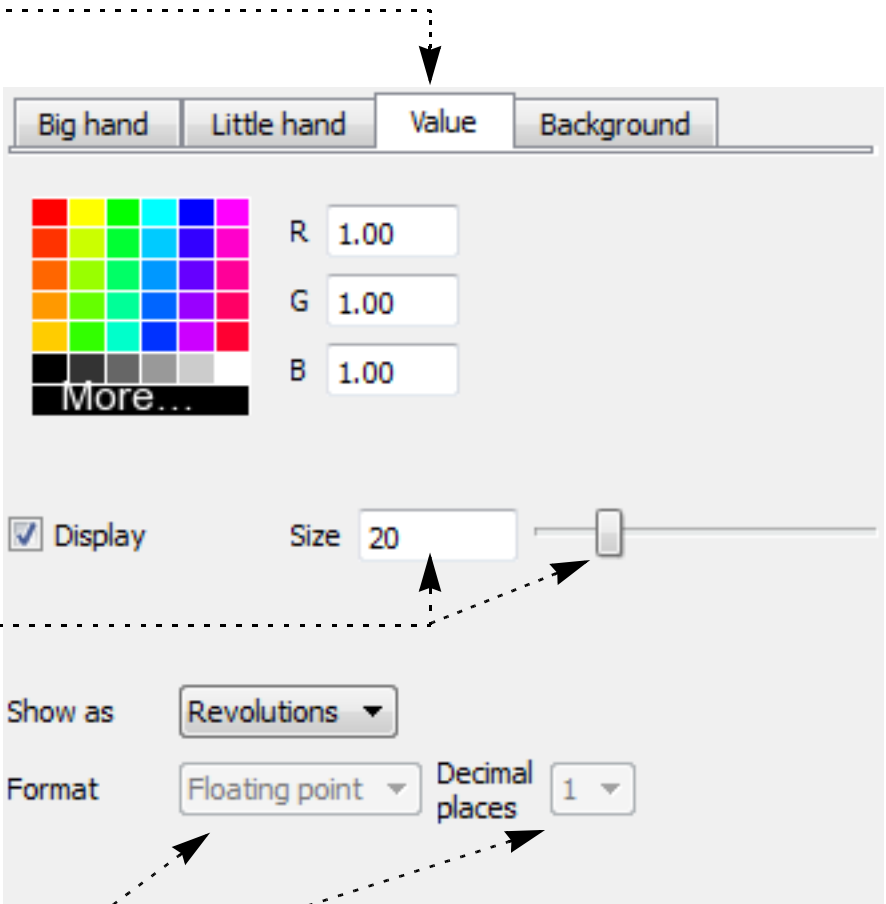 Big hand Little hand Value Background
R 1.00
G 1.00
B 1.00
More...
Display Size 20
Show as Revolutions
Format Floating point Decimal places 1